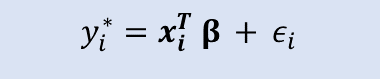 y_i^* = x_i^T β + ϵ_i